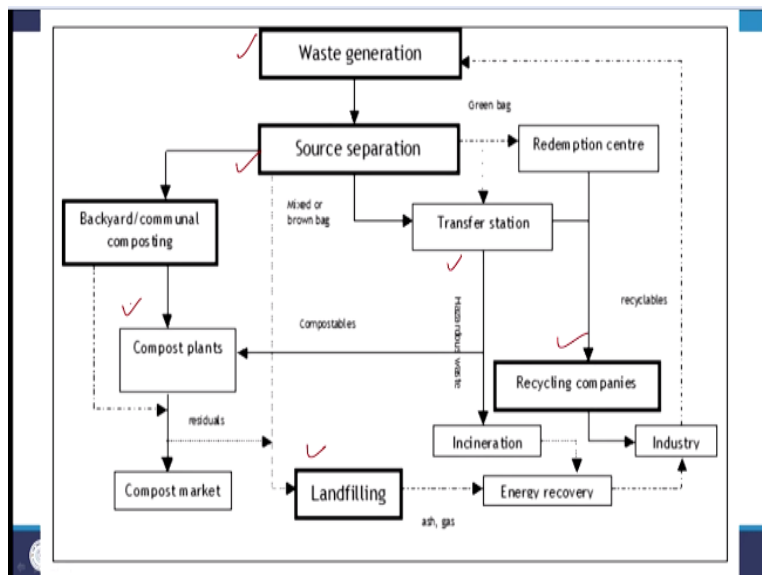 Waste generation
Green bag
Source separation
Redemption centre
Mixed or
brown bag
Backyard/communal
composting
Transfer station
Hazardous waste
recyclables
Compostables
Compost plants
Recycling companies
residuals
Incineration
Industry
Compost market
Landfilling
Energy recovery
ash, gas